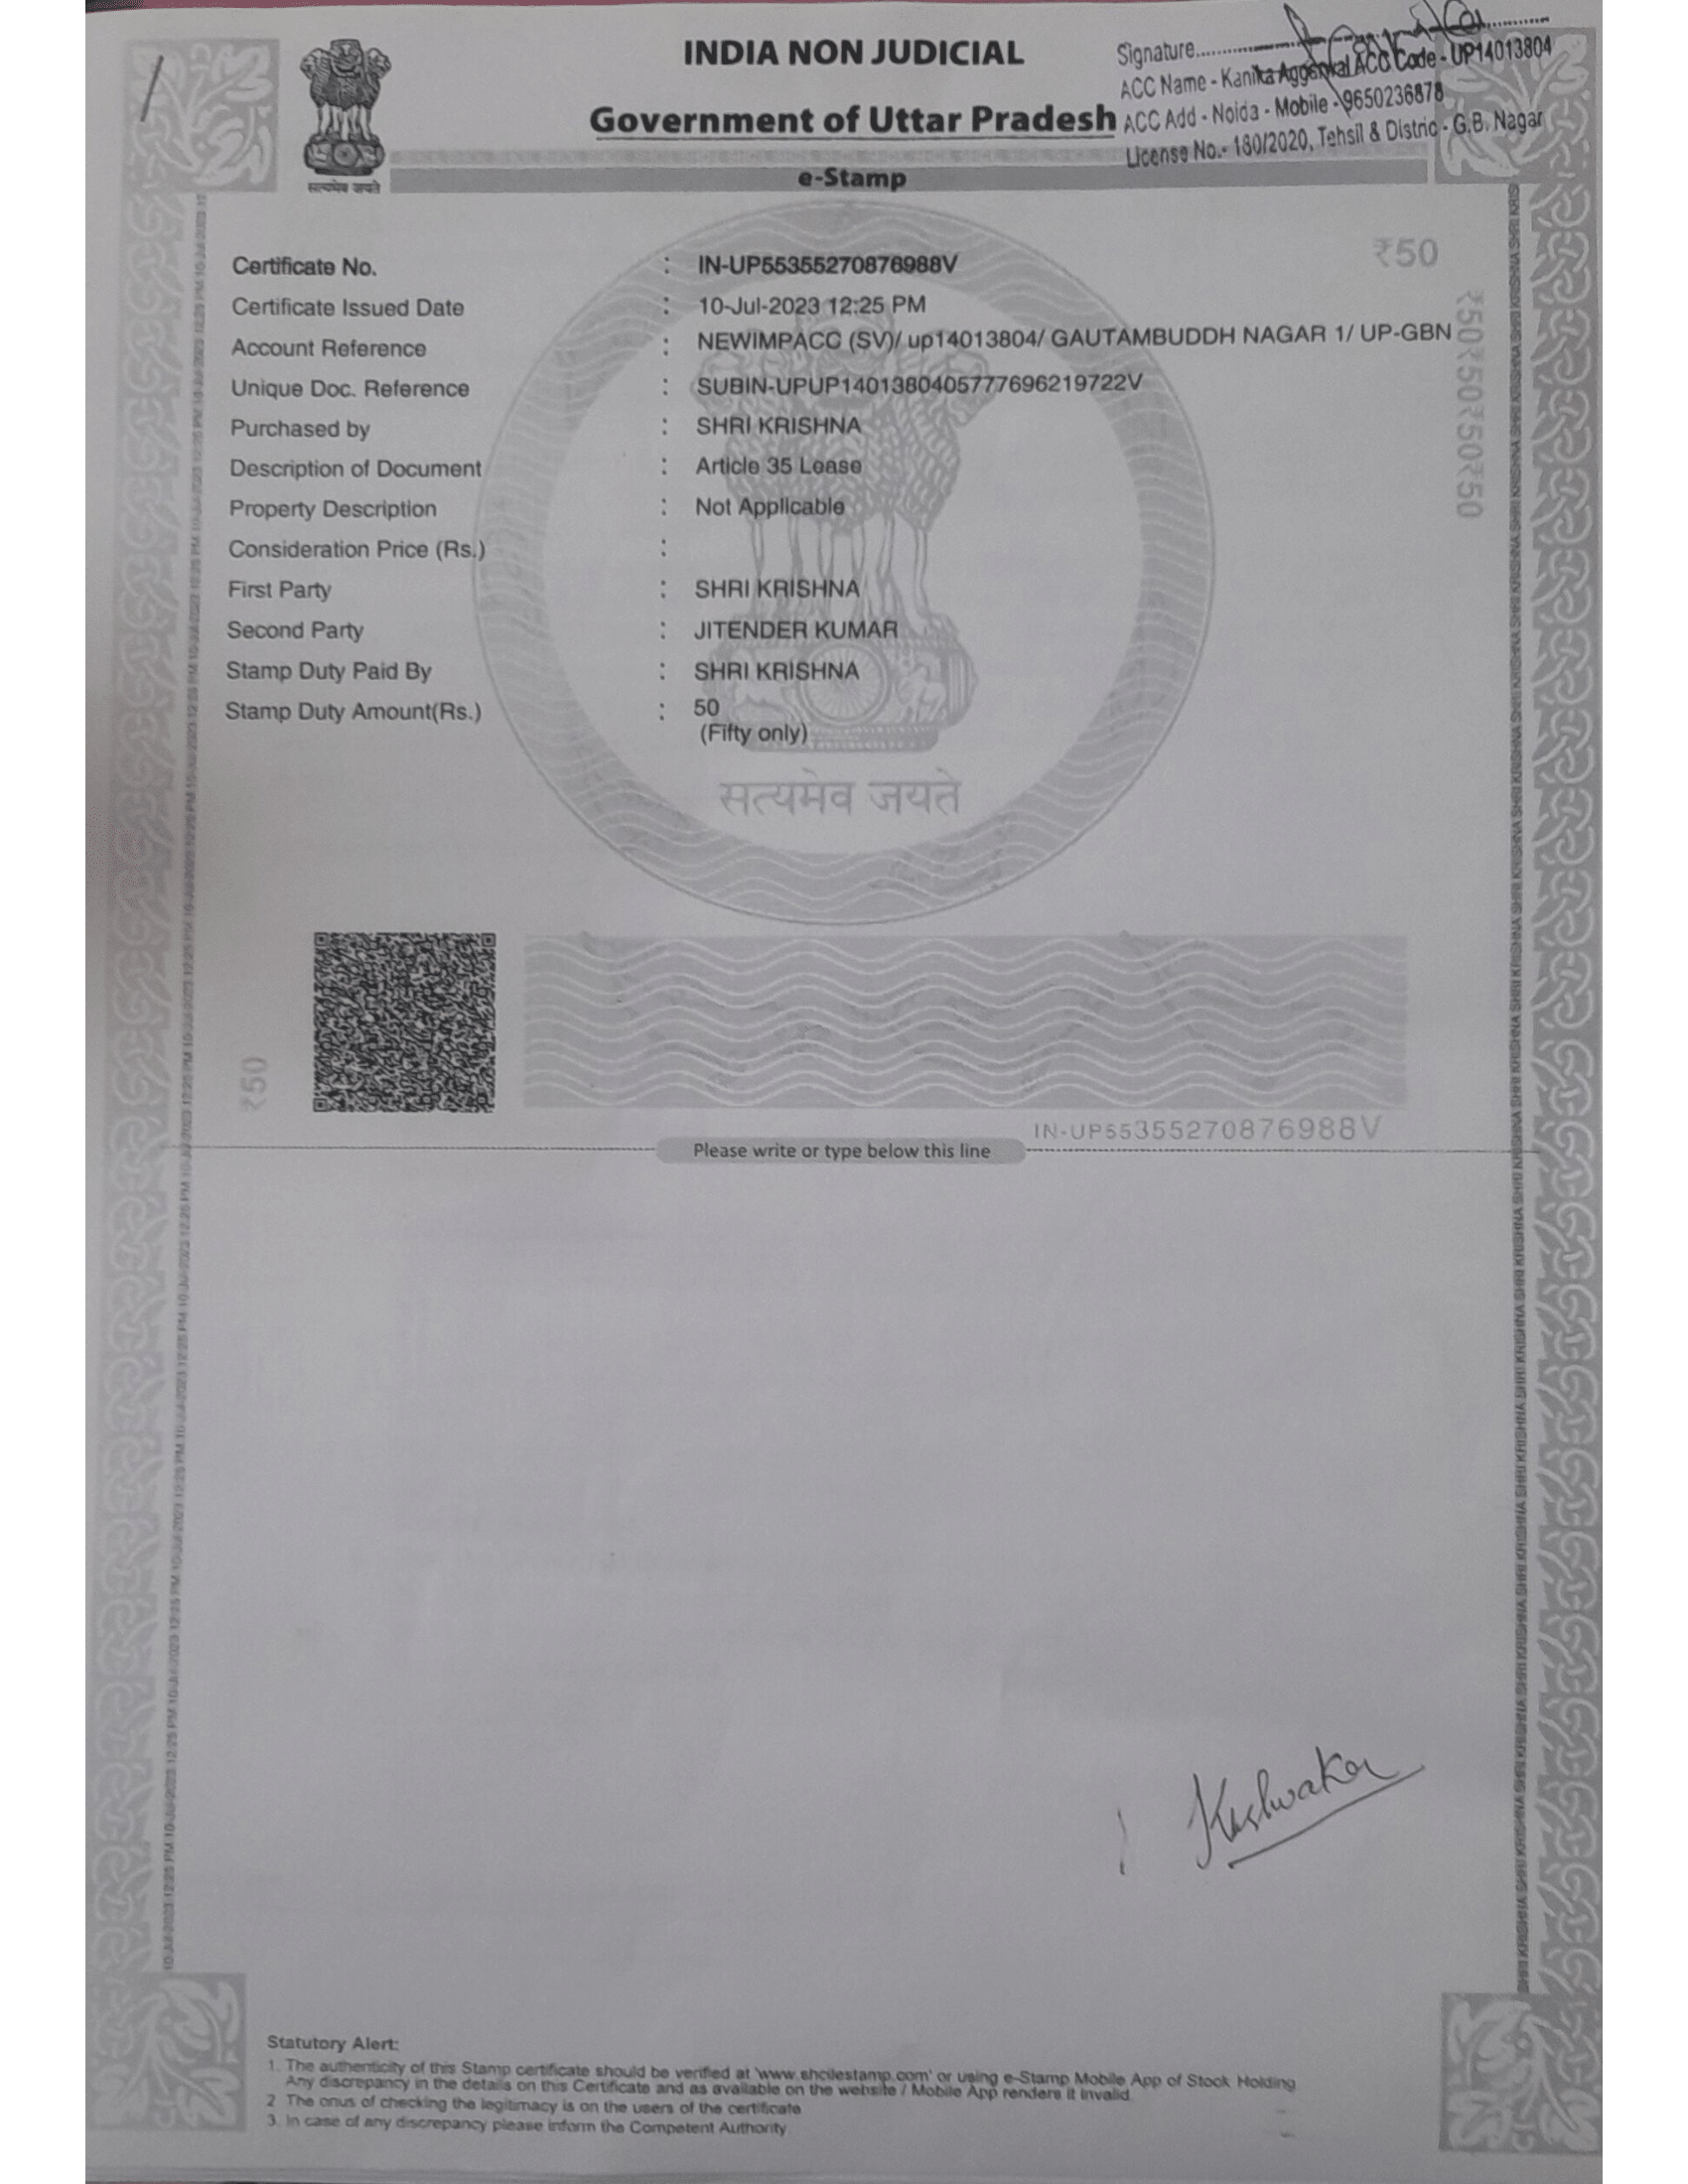 INDIA NON JUDICIAL
Government of Uttar Pradesh
e-Stamp
सत्यमेव जयते
Signature
ACC Name - Kanika Aggarwal ACC Code - UP14013804
ACC Add - Noida - Mobile - 9650236878
License No.- 180/2020, Tehsil & Distric - G.B. Nagar
₹50
Certificate No. : IN-UP55355270876988V
Certificate Issued Date : 10-Jul-2023 12:25 PM
Account Reference : NEWIMPACC (SV)/ up14013804/ GAUTAMBUDDH NAGAR 1/ UP-GBN
Unique Doc. Reference : SUBIN-UPUP1401380405777696219722V
Purchased by : SHRI KRISHNA
Description of Document : Article 35 Lease
Property Description : Not Applicable
Consideration Price (Rs.) :
First Party : SHRI KRISHNA
Second Party : JITENDER KUMAR
Stamp Duty Paid By : SHRI KRISHNA
Stamp Duty Amount(Rs.) : 50
(Fifty only)
₹50₹50₹50₹50
सत्यमेव जयते
₹50
IN-UP55355270876988V
Please write or type below this line
Statutory Alert:
1. The authenticity of this Stamp certificate should be verified at 'www.shcilestamp.com' or using e-Stamp Mobile App of Stock Holding
Any discrepancy in the details on this Certificate and as available on the website / Mobile App renders it invalid
2 The onus of checking the legitimacy is on the users of the certificate
3. In case of any discrepancy please inform the Competent Authority